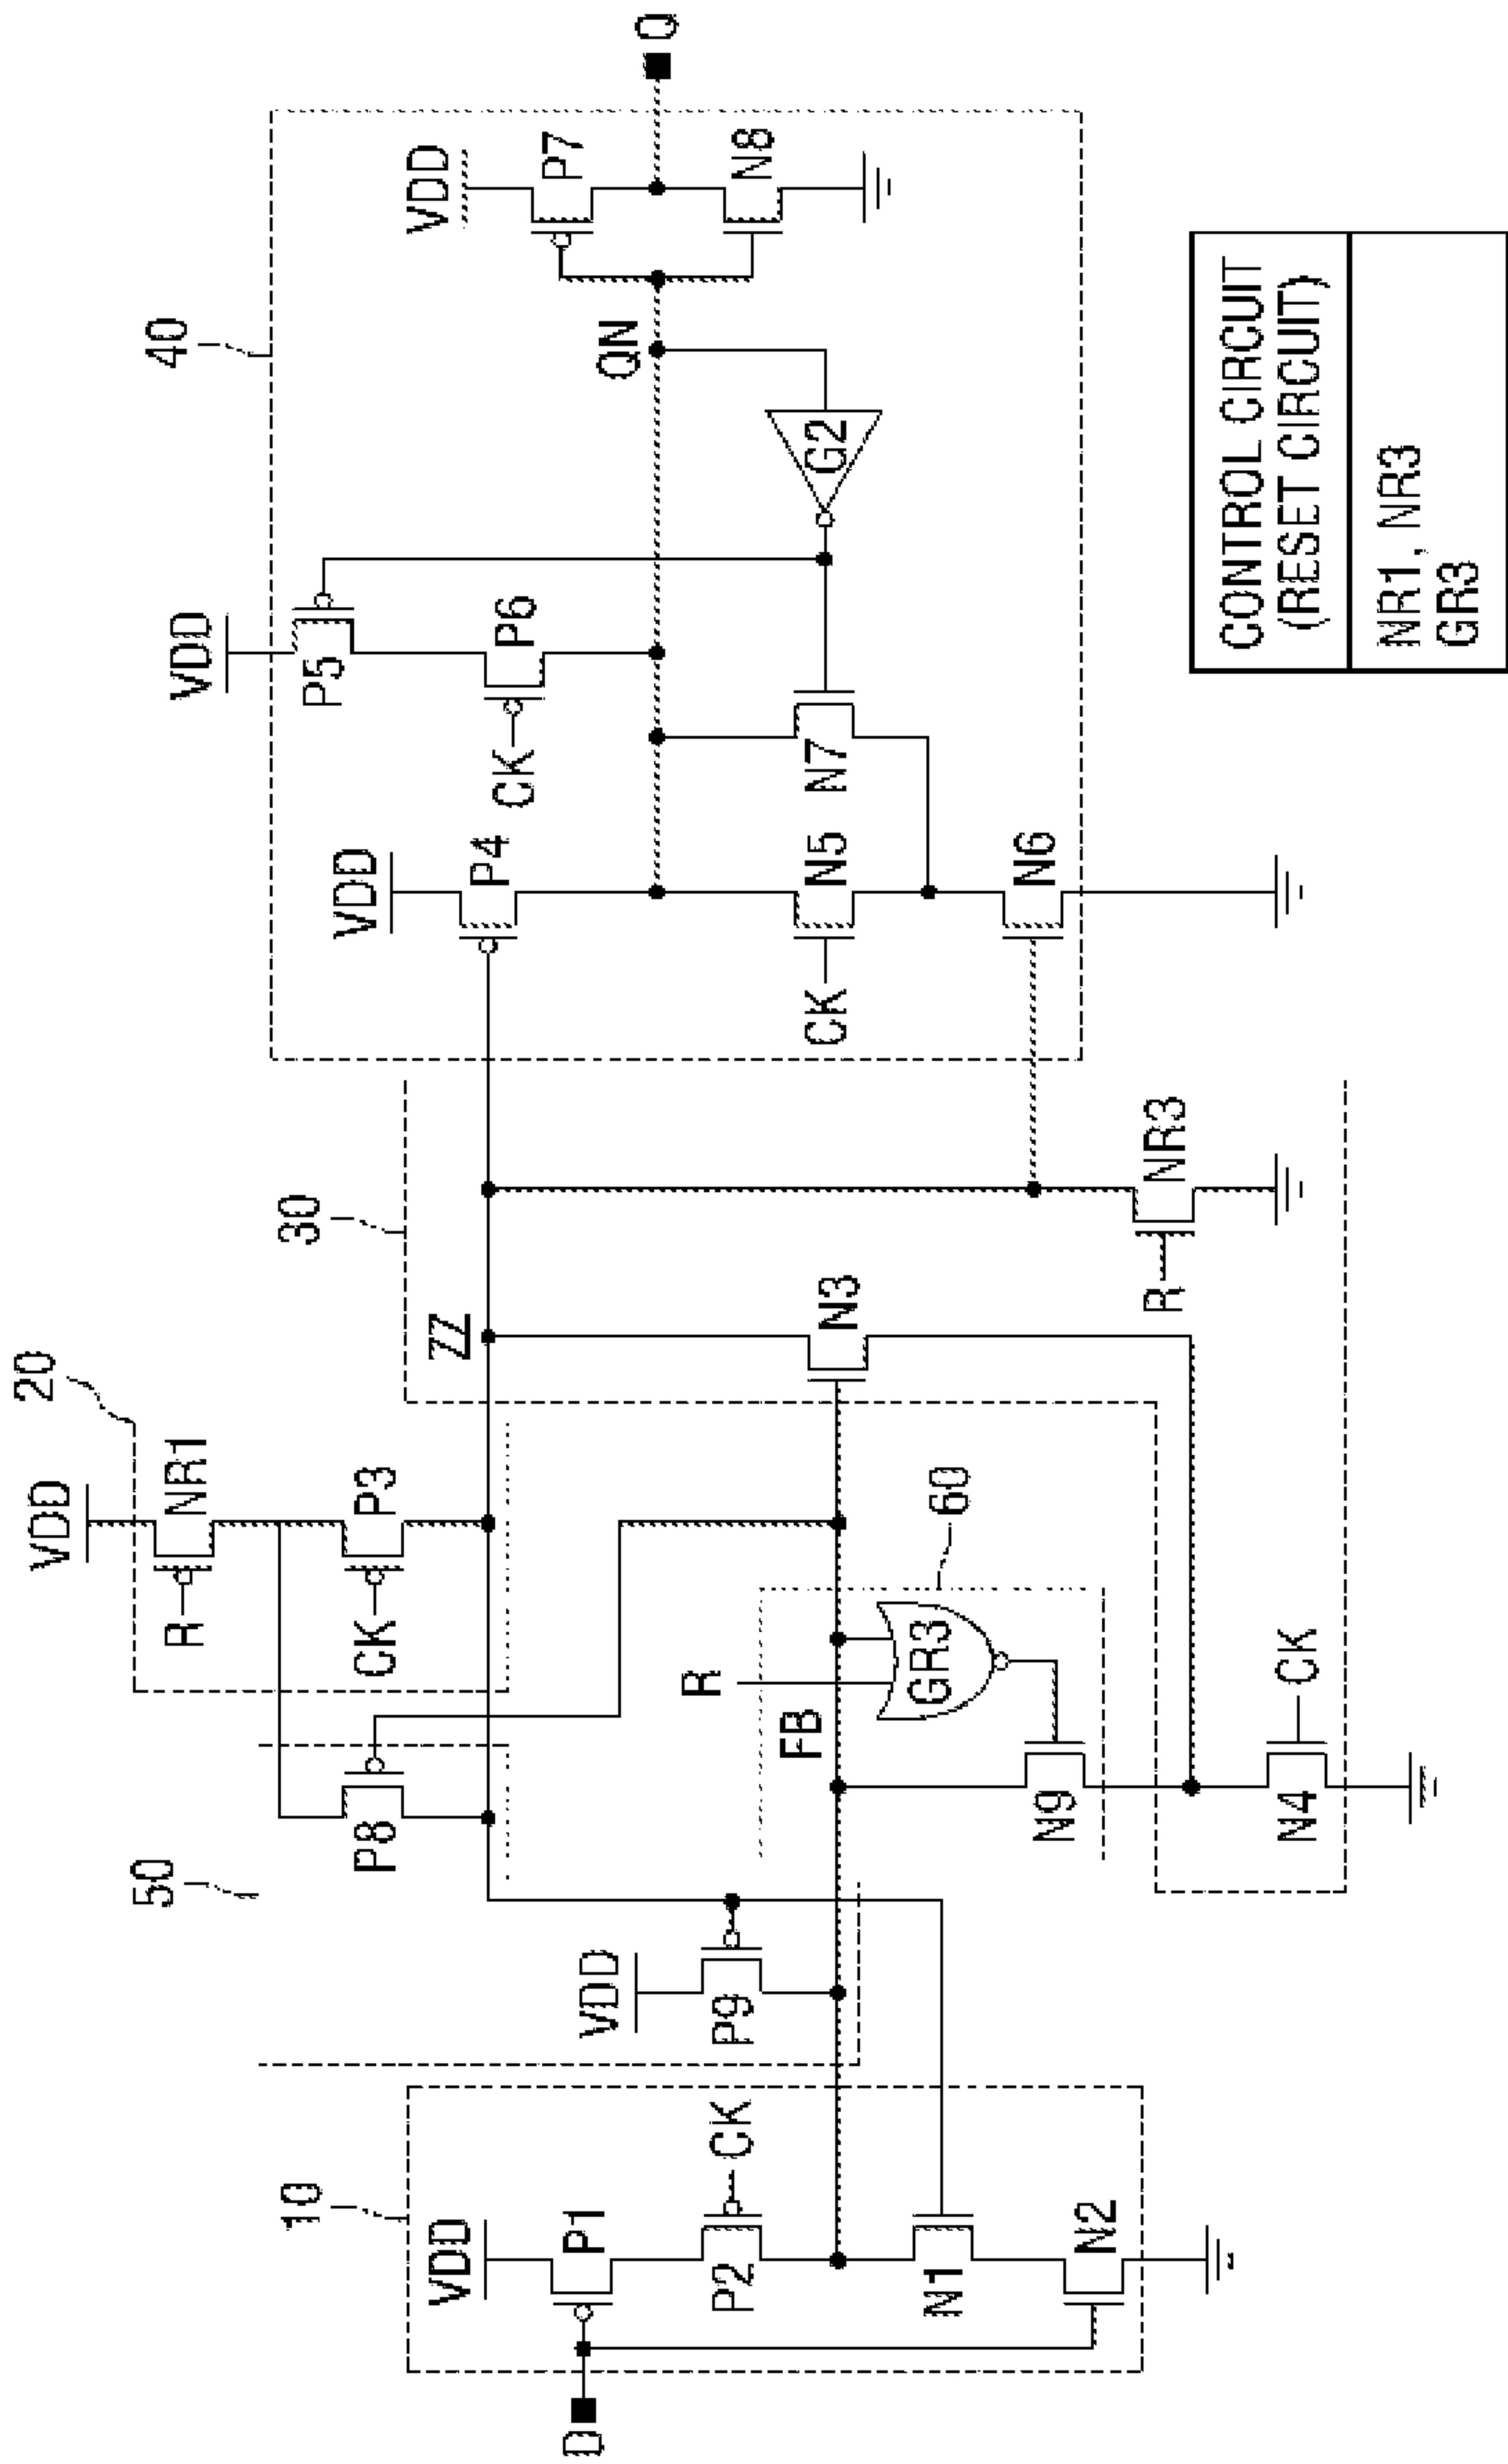 D
10
VDD
P1
P2
CK
N1
N2
50
VDD
P9
P8
20
VDD
R
NR1
CK
P3
R
FB
60
GR3
N9
N4
CK
30
ZZ
N3
R
NR3
40
VDD
P4
CK
N5
N6
N7
VDD
P5
CK
P6
G2
QN
VDD
P7
N8
Q
CONTROL CIRCUIT
(RESET CIRCUIT)
NR1, NR3
GR3